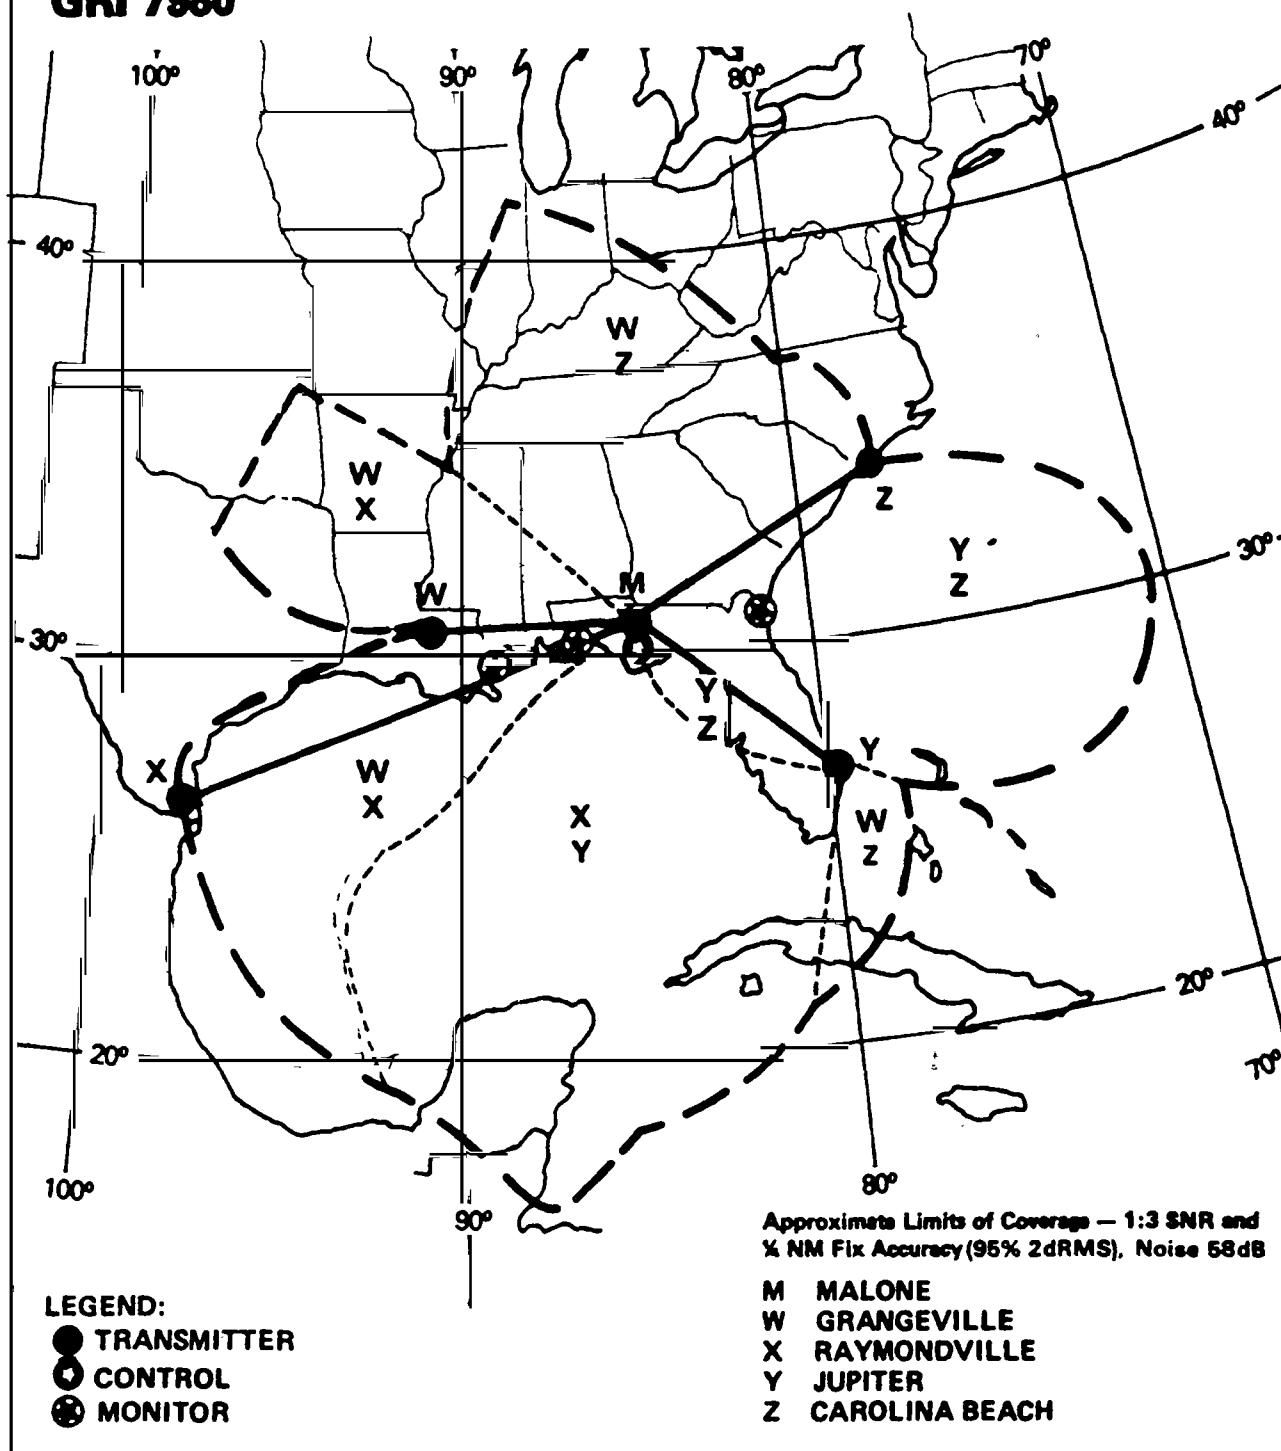 GRI 7980
100°
90°
80°
70°
40°
40°
W
Z
W
X
Z
Y
Z
30°
W
M
30°
Y
Z
X
W
X
Y
X
Y
W
Z
20°
20°
70°
100°
90°
80°
Approximate Limits of Coverage — 1:3 SNR and
¼ NM Fix Accuracy (95% 2dRMS), Noise 58dB
LEGEND:
TRANSMITTER
CONTROL
MONITOR
M MALONE
W GRANGEVILLE
X RAYMONDVILLE
Y JUPITER
Z CAROLINA BEACH